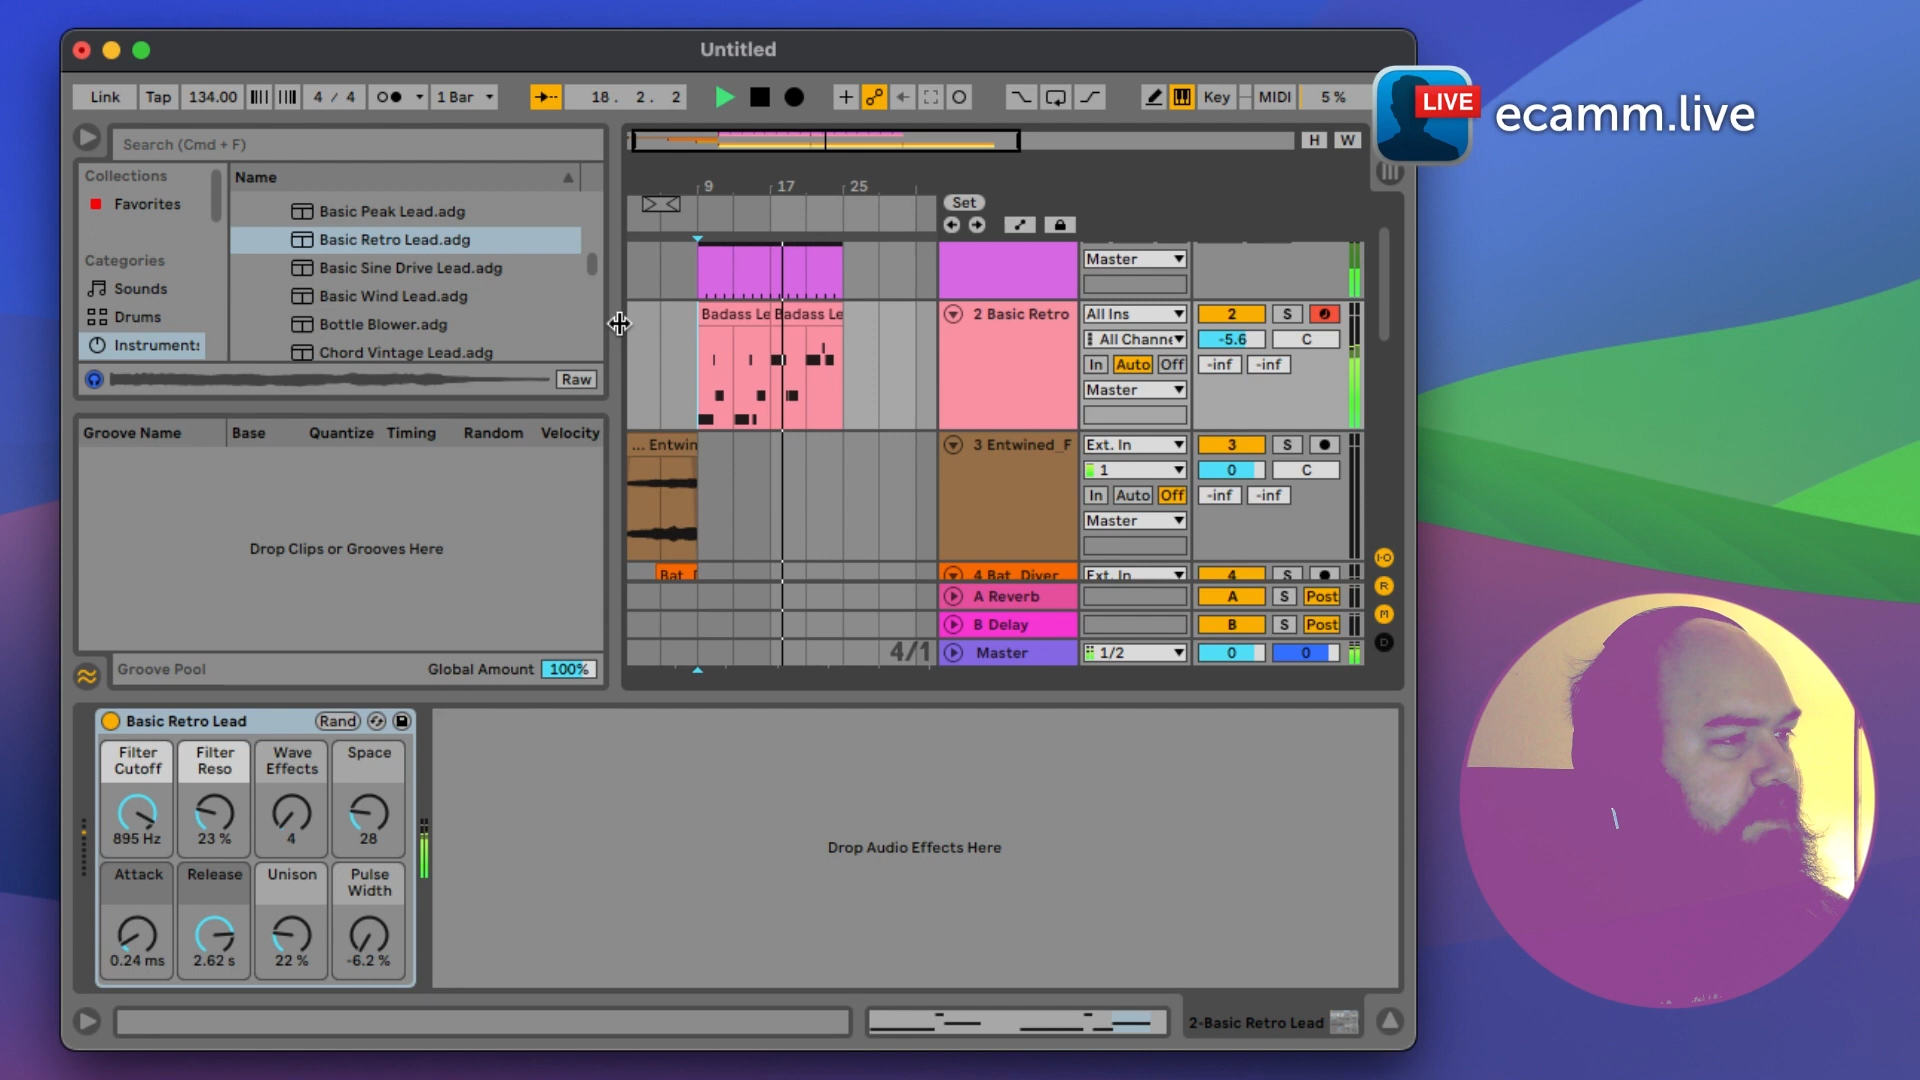 Untitled
Link Tap 134.00 4 / 4 1 Bar 18. 2. 2 Key MIDI 5 %
LIVE
ecamm.live
Search (Cmd + F)
H W
Collections
Favorites
Categories
Sounds
Drums
Instruments
Name
Basic Peak Lead.adg
Basic Retro Lead.adg
Basic Sine Drive Lead.adg
Basic Wind Lead.adg
Bottle Blower.adg
Chord Vintage Lead.adg
Raw
Groove Name Base Quantize Timing Random Velocity
Drop Clips or Grooves Here
Groove Pool Global Amount 100%
9 17 25
Set
Master
Badass Le Badass Le
2 Basic Retro All Ins 2 S
All Channe -5.6 C
In Auto Off -inf -inf
Master
... Entwin
3 Entwined_F Ext. In 3 S
1 0 C
In Auto Off -inf -inf
Master
Bat_D
4 Bat_Diver Ext. In 4 S
A Reverb A S Post
B Delay B S Post
4/1
Master 1/2 0 0
I-O
R
M
D
Basic Retro Lead Rand
Filter Cutoff
895 Hz
Filter Reso
23 %
Wave Effects
4
Space
28
Attack
0.24 ms
Release
2.62 s
Unison
22 %
Pulse Width
-6.2 %
Drop Audio Effects Here
2-Basic Retro Lead